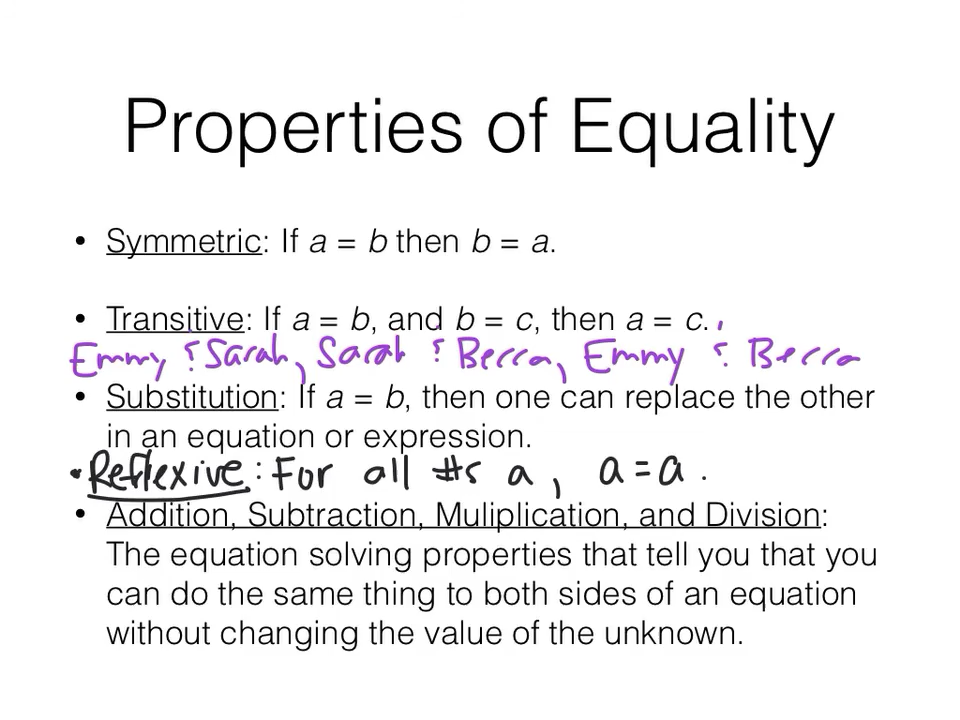 Properties of Equality
• Symmetric: If a = b then b = a.
• Transitive: If a = b, and b = c, then a = c.
Emmy & Sarah, Sarah & Becca, Emmy & Becca
• Substitution: If a = b, then one can replace the other
in an equation or expression.
• Reflexive: For all #s a, a = a.
• Addition, Subtraction, Muliplication, and Division:
The equation solving properties that tell you that you
can do the same thing to both sides of an equation
without changing the value of the unknown.